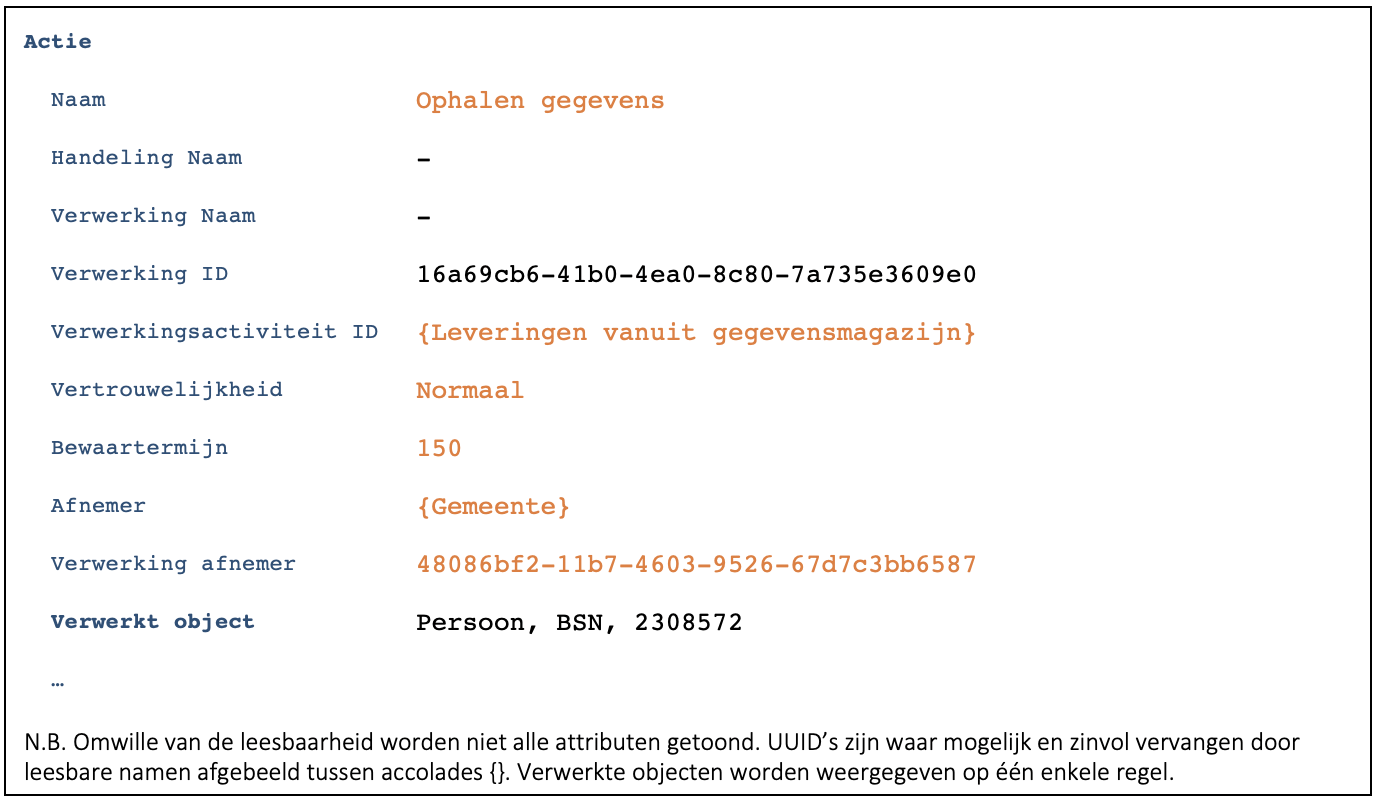 Actie
Naam Ophalen gegevens
Handeling Naam -
Verwerking Naam -
Verwerking ID 16a69cb6-41b0-4ea0-8c80-7a735e3609e0
Verwerkingsactiviteit ID {Leveringen vanuit gegevensmagazijn}
Vertrouwelijkheid Normaal
Bewaartermijn 150
Afnemer {Gemeente}
Verwerking afnemer 48086bf2-11b7-4603-9526-67d7c3bb6587
Verwerkt object Persoon, BSN, 2308572
…
N.B. Omwille van de leesbaarheid worden niet alle attributen getoond. UUID’s zijn waar mogelijk en zinvol vervangen door
leesbare namen afgebeeld tussen accolades {}. Verwerkte objecten worden weergegeven op één enkele regel.